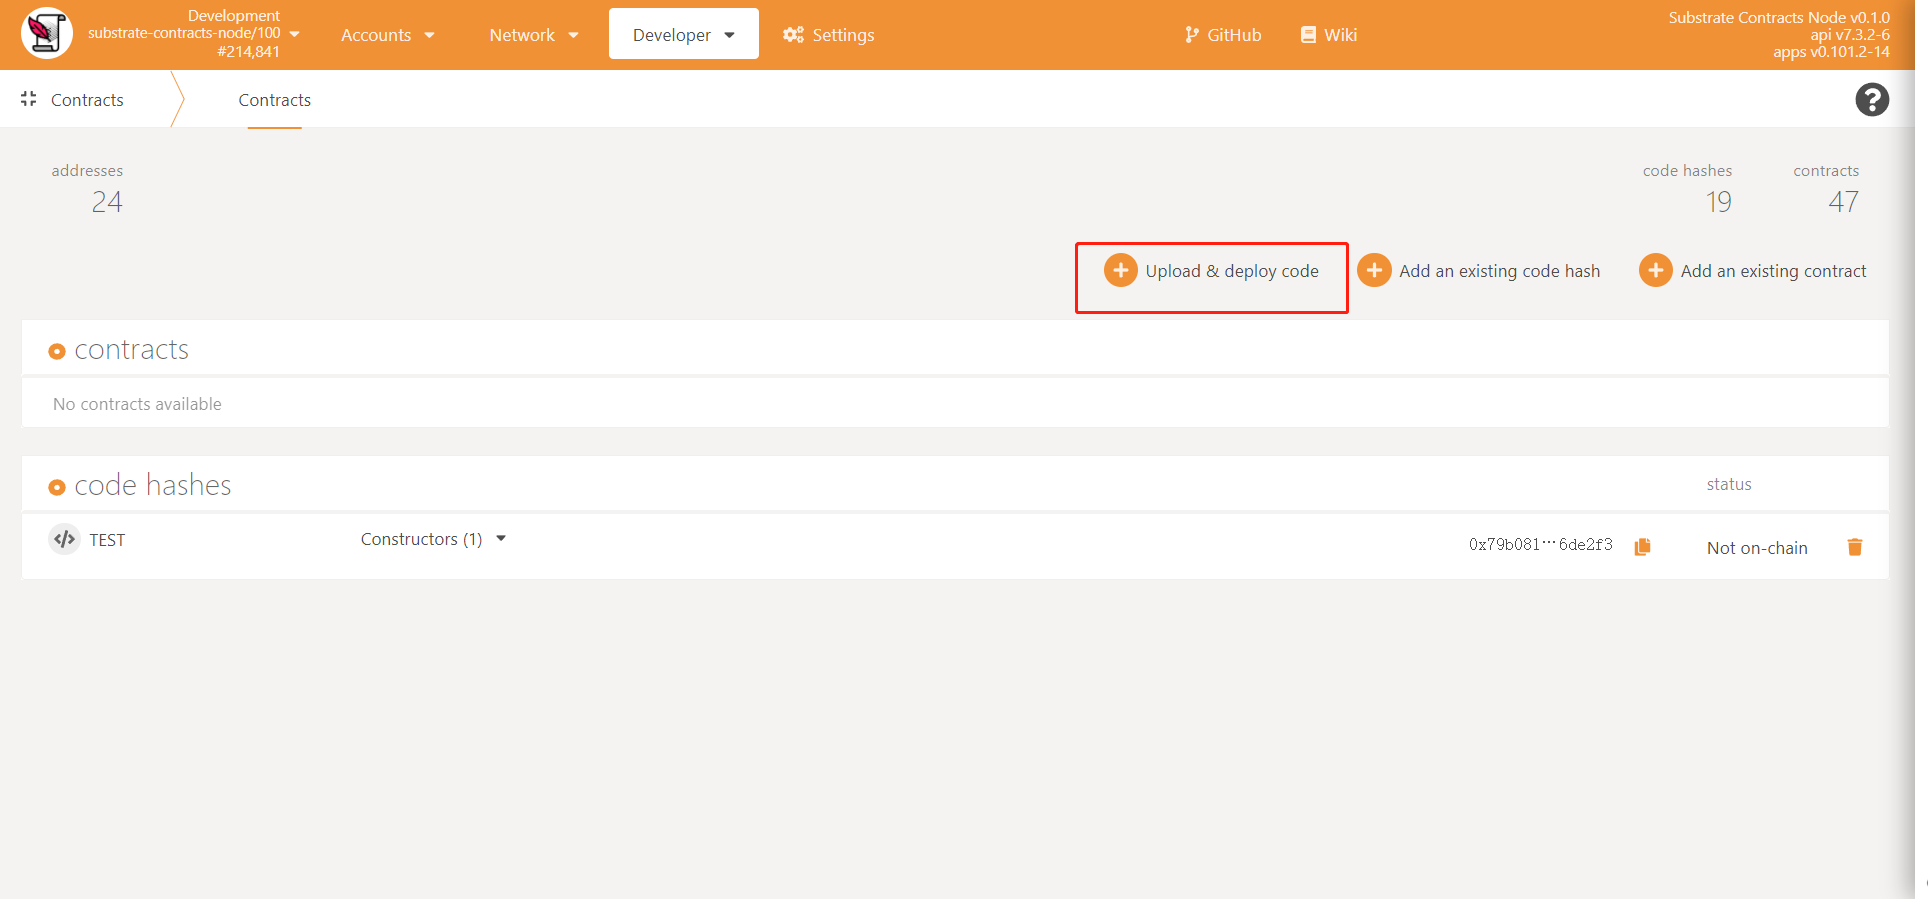 Development
substrate-contracts-node/100
#214,841
Accounts
Network
Developer
Settings
GitHub
Wiki
Substrate Contracts Node v0.1.0
api v7.3.2-6
apps v0.101.2-14
Contracts
Contracts
addresses
24
code hashes
19
contracts
47
Upload & deploy code
Add an existing code hash
Add an existing contract
contracts
No contracts available
code hashes
status
TEST
Constructors (1)
0x79b081…6de2f3
Not on-chain